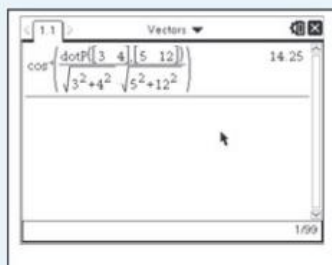 1.1 Vectors
cos⁻¹(dotP([3 4],[5 12])/(√3²+4² √5²+12²)) 14.25
1/99